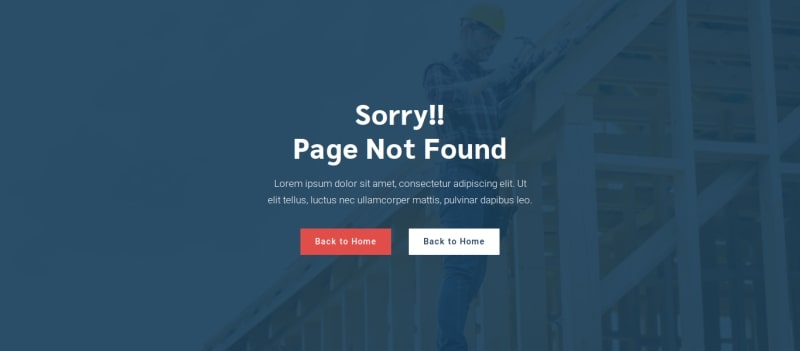 Sorry!!
Page Not Found
Lorem ipsum dolor sit amet, consectetur adipiscing elit. Ut
elit tellus, luctus nec ullamcorper mattis, pulvinar dapibus leo.
Back to Home
Back to Home